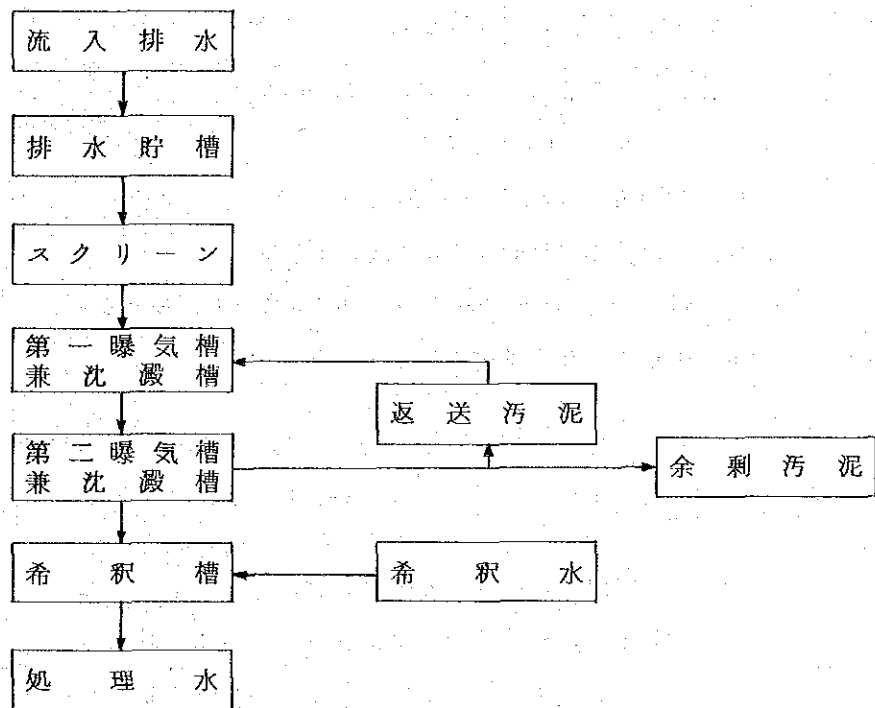 流入排水
排水貯槽
スクリーン
第一曝気槽
兼沈澱槽
返送汚泥
第二曝気槽
兼沈澱槽
余剰汚泥
希釈槽
希釈水
処理水